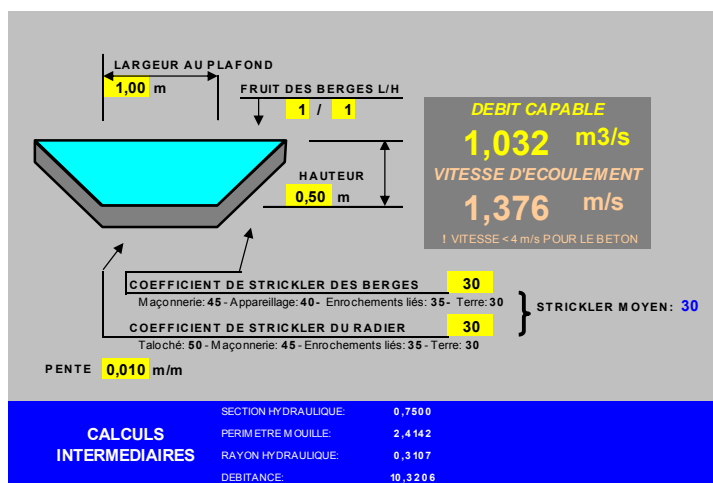 LARGEUR AU PLAFOND
1,00 m
FRUIT DES BERGES L/H
1 / 1
DEBIT CAPABLE
1,032 m3/s
VITESSE D'ECOULEMENT
1,376 m/s
! VITESSE < 4 m/s POUR LE BETON
HAUTEUR
0,50 m
COEFFICIENT DE STRICKLER DES BERGES 30
Maçonnerie: 45 - Appareillage: 40- Enrochements liés: 35- Terre: 30
STRICKLER MOYEN: 30
COEFFICIENT DE STRICKLER DU RADIER 30
Taloché: 50 - Maçonnerie: 45 - Enrochements liés: 35 - Terre: 30
PENTE 0,010 m/m
CALCULS INTERMEDIAIRES
SECTION HYDRAULIQUE: 0,7500
PERIMETRE MOUILLE: 2,4142
RAYON HYDRAULIQUE: 0,3107
DEBITANCE: 10,3206